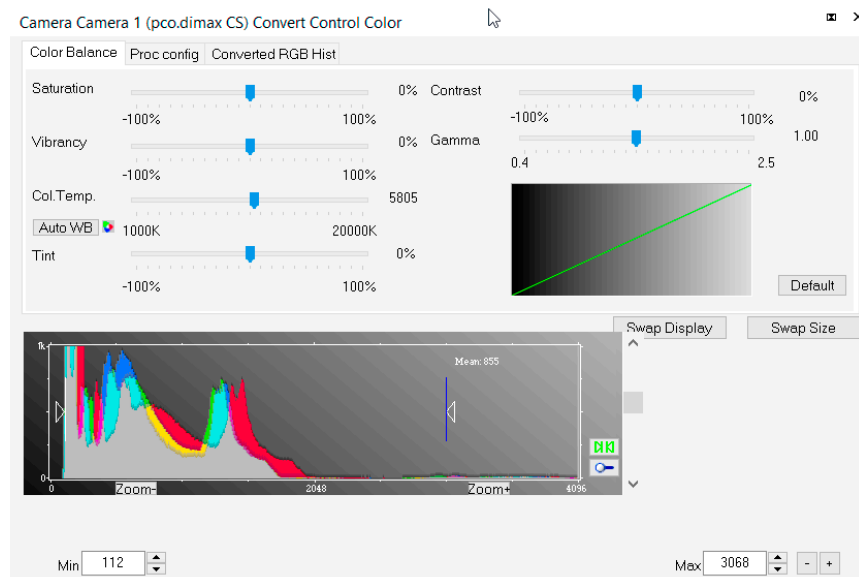 Camera Camera 1 (pco.dimax CS) Convert Control Color
Color Balance Proc config Converted RGB Hist
Saturation 0% Contrast 0%
-100% 100% -100% 100%
Vibrancy 0% Gamma 1.00
-100% 100% 0.4 2.5
Col.Temp. 5805
Auto WB 1000K 20000K
Tint 0%
-100% 100% Default
Swap Display Swap Size
1k
Mean: 855
0
Zoom- Zoom+
0 2048 4096
Min 112 Max 3068 - +